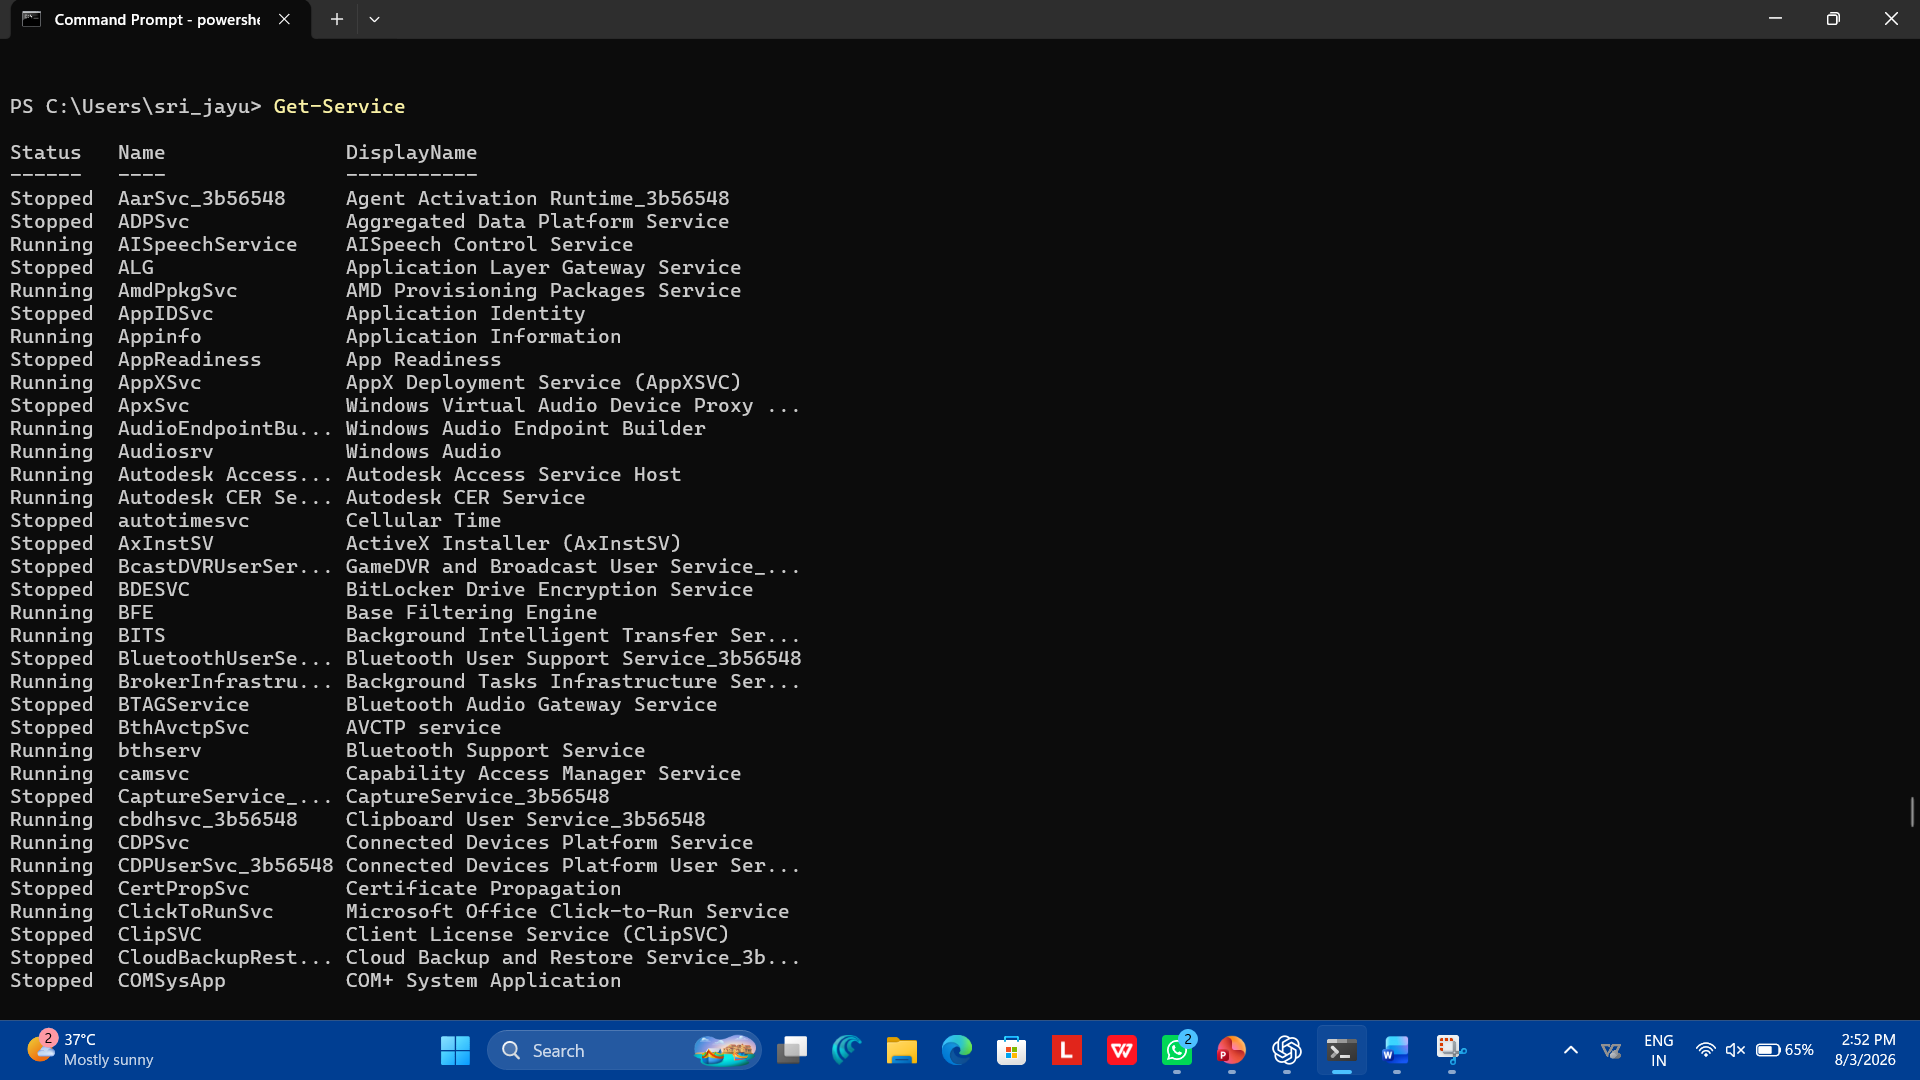 Command Prompt - powershe
PS C:\Users\sri_jayu> Get-Service
Status   Name               DisplayName
------   ----               -----------
Stopped  AarSvc_3b56548     Agent Activation Runtime_3b56548
Stopped  ADPSvc             Aggregated Data Platform Service
Running  AISpeechService    AISpeech Control Service
Stopped  ALG                Application Layer Gateway Service
Running  AmdPpkgSvc         AMD Provisioning Packages Service
Stopped  AppIDSvc           Application Identity
Running  Appinfo            Application Information
Stopped  AppReadiness       App Readiness
Running  AppXSvc            AppX Deployment Service (AppXSVC)
Stopped  ApxSvc             Windows Virtual Audio Device Proxy ...
Running  AudioEndpointBu... Windows Audio Endpoint Builder
Running  Audiosrv           Windows Audio
Running  Autodesk Access... Autodesk Access Service Host
Running  Autodesk CER Se... Autodesk CER Service
Stopped  autotimesvc        Cellular Time
Stopped  AxInstSV           ActiveX Installer (AxInstSV)
Stopped  BcastDVRUserSer... GameDVR and Broadcast User Service_...
Stopped  BDESVC             BitLocker Drive Encryption Service
Running  BFE                Base Filtering Engine
Running  BITS               Background Intelligent Transfer Ser...
Stopped  BluetoothUserSe... Bluetooth User Support Service_3b56548
Running  BrokerInfrastru... Background Tasks Infrastructure Ser...
Stopped  BTAGService        Bluetooth Audio Gateway Service
Stopped  BthAvctpSvc        AVCTP service
Running  bthserv            Bluetooth Support Service
Running  camsvc             Capability Access Manager Service
Stopped  CaptureService_... CaptureService_3b56548
Running  cbdhsvc_3b56548    Clipboard User Service_3b56548
Running  CDPSvc             Connected Devices Platform Service
Running  CDPUserSvc_3b56548 Connected Devices Platform User Ser...
Stopped  CertPropSvc        Certificate Propagation
Running  ClickToRunSvc      Microsoft Office Click-to-Run Service
Stopped  ClipSVC            Client License Service (ClipSVC)
Stopped  CloudBackupRest... Cloud Backup and Restore Service_3b...
Stopped  COMSysApp          COM+ System Application
2 37°C
Mostly sunny
Search
L
W
2
P
W
ENG
IN
65%
2:52 PM
8/3/2026